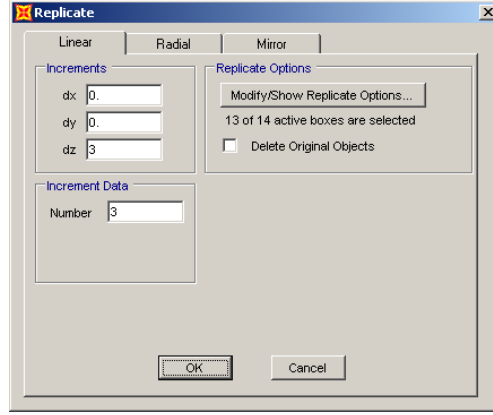 Replicate
Linear Radial Mirror
Increments
dx 0.
dy 0.
dz 3
Replicate Options
Modify/Show Replicate Options...
13 of 14 active boxes are selected
Delete Original Objects
Increment Data
Number 3
OK Cancel